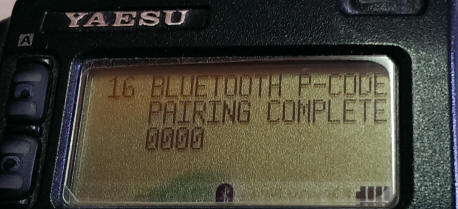 YAESU
A
16 BLUETOOTH P-CODE
PAIRING COMPLETE
0000